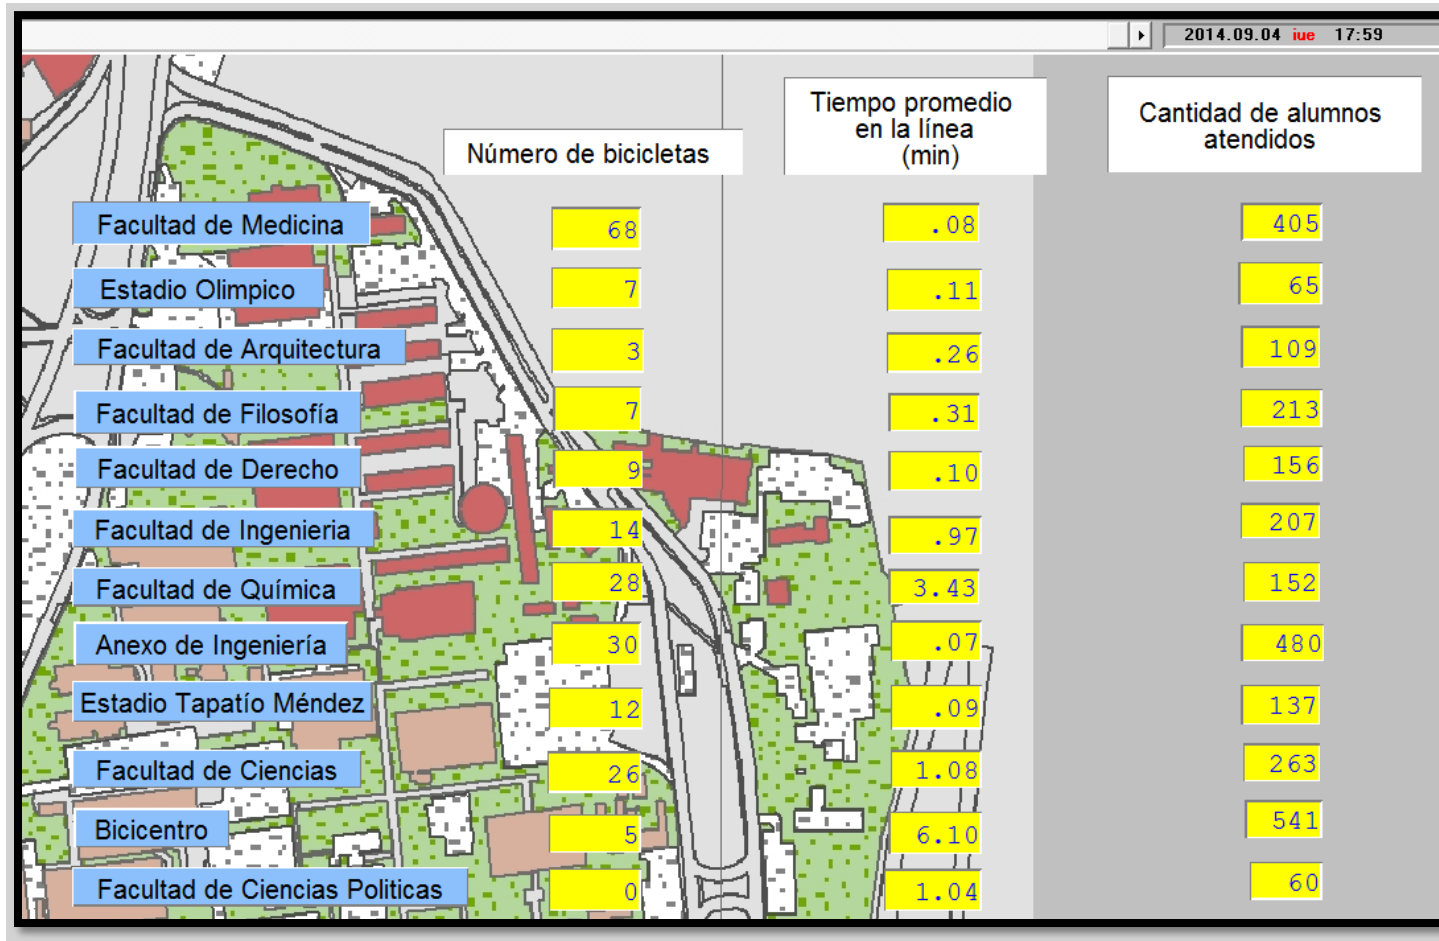 2014.09.04 iue 17:59
Tiempo promedio
en la línea
(min)
Cantidad de alumnos
atendidos
Número de bicicletas
Facultad de Medicina 68 .08 405
Estadio Olimpico 7 .11 65
Facultad de Arquitectura 3 .26 109
Facultad de Filosofía 7 .31 213
Facultad de Derecho 9 .10 156
Facultad de Ingenieria 14 .97 207
Facultad de Química 28 3.43 152
Anexo de Ingeniería 30 .07 480
Estadio Tapatío Méndez 12 .09 137
Facultad de Ciencias 26 1.08 263
Bicicentro 5 6.10 541
Facultad de Ciencias Politicas 0 1.04 60